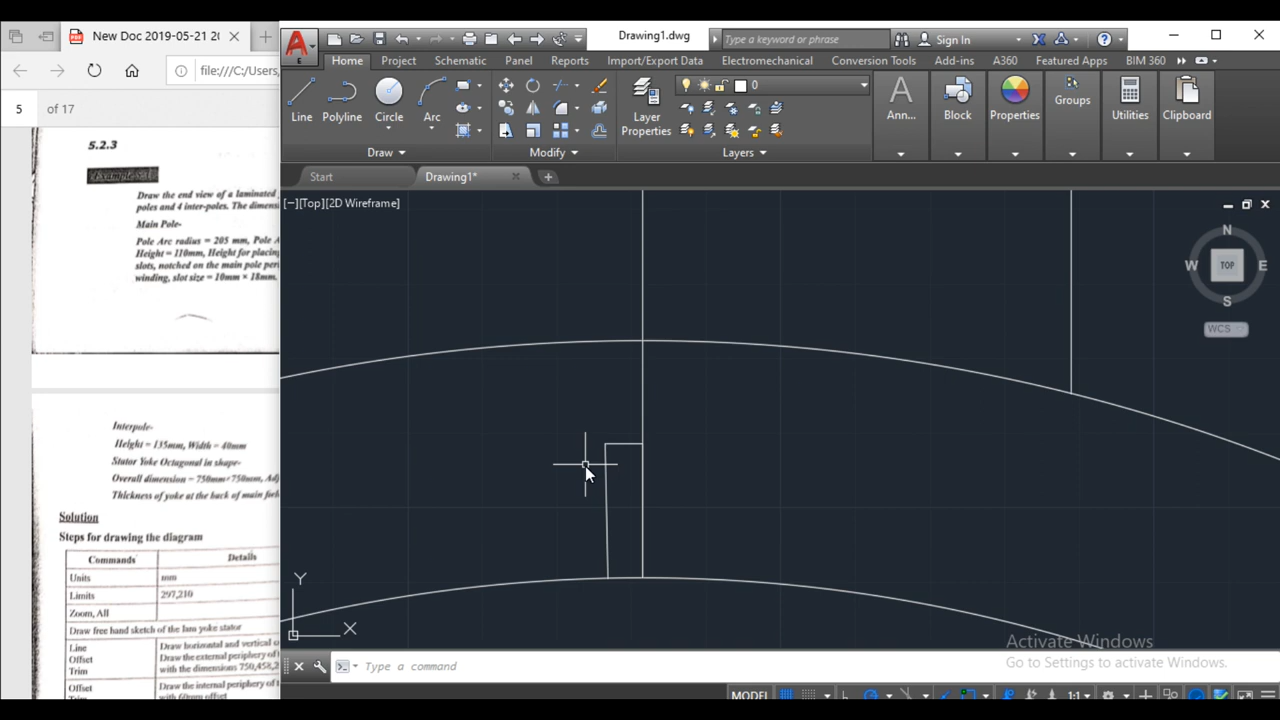 New Doc 2019-05-21 20
Drawing1.dwg
Type a keyword or phrase
Sign In
file:///C:/Users,
Home
Project
Schematic
Panel
Reports
Import/Export Data
Electromechanical
Conversion Tools
Add-ins
A360
Featured Apps
BIM 360
Line
Polyline
Circle
Arc
Layer
Properties
0
Ann...
Block
Properties
Groups
Utilities
Clipboard
Draw
Modify
Layers
5 of 17
Start
Drawing1*
[−][Top][2D Wireframe]
N
W
TOP
E
S
WCS
5.2.3
Draw the end view of a laminated
poles and 4 inter-poles. The dimensi
Main Pole-
Pole Arc radius = 205 mm, Pole A
Height = 110mm, Height for placing
slots, notched on the main pole peri
winding, slot size = 10mm × 18mm.
Interpole-
Height = 135mm, Width = 40mm
Stator Yoke Octagonal in shape-
Overall dimension = 750mm×750mm, Adj
Thickness of yoke at the back of main fiel
Solution
Steps for drawing the diagram
Commands
Details
Units
mm
Limits
297,210
Zoom, All
Draw free hand sketch of the lam yoke stator
Line
Draw horizontal and vertical c
Offset
Draw the external periphery of
Trim
with the dimensions 750,458,2
Offset
Draw the internal periphery of
with 60mm offset
Y
X
Activate Windows
Go to Settings to activate Windows.
Type a command
MODEL
1:1